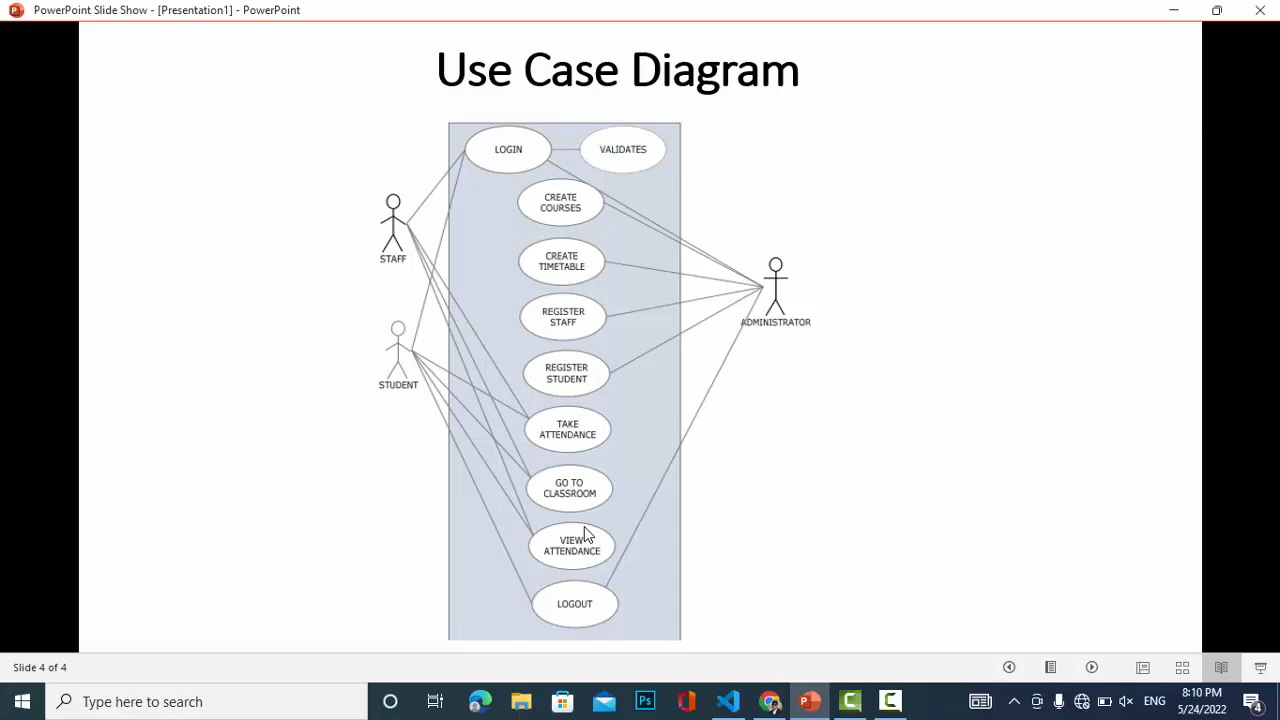 PowerPoint Slide Show - [Presentation1] - PowerPoint
Use Case Diagram
LOGIN
VALIDATES
CREATE
COURSES
STAFF
CREATE
TIMETABLE
REGISTER
STAFF
ADMINISTRATOR
STUDENT
REGISTER
STUDENT
TAKE
ATTENDANCE
GO TO
CLASSROOM
VIEW
ATTENDANCE
LOGOUT
Slide 4 of 4
Type here to search
Ps
ENG
8:10 PM
5/24/2022
4